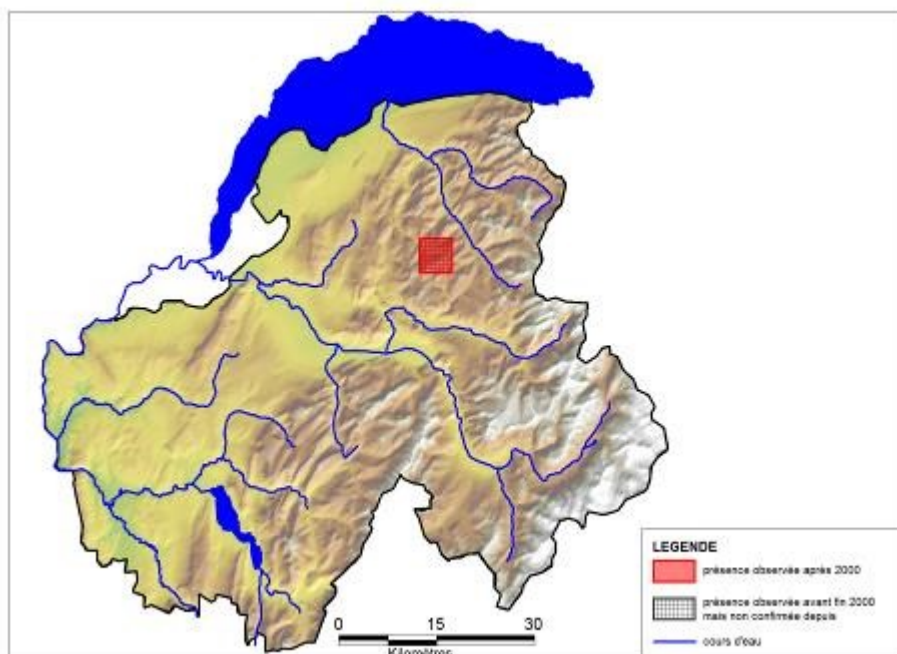 LEGENDE
présence observée après 2000
présence observée avant fin 2000
mais non confirmée depuis
cours d'eau
0 15 30
Kilomètres